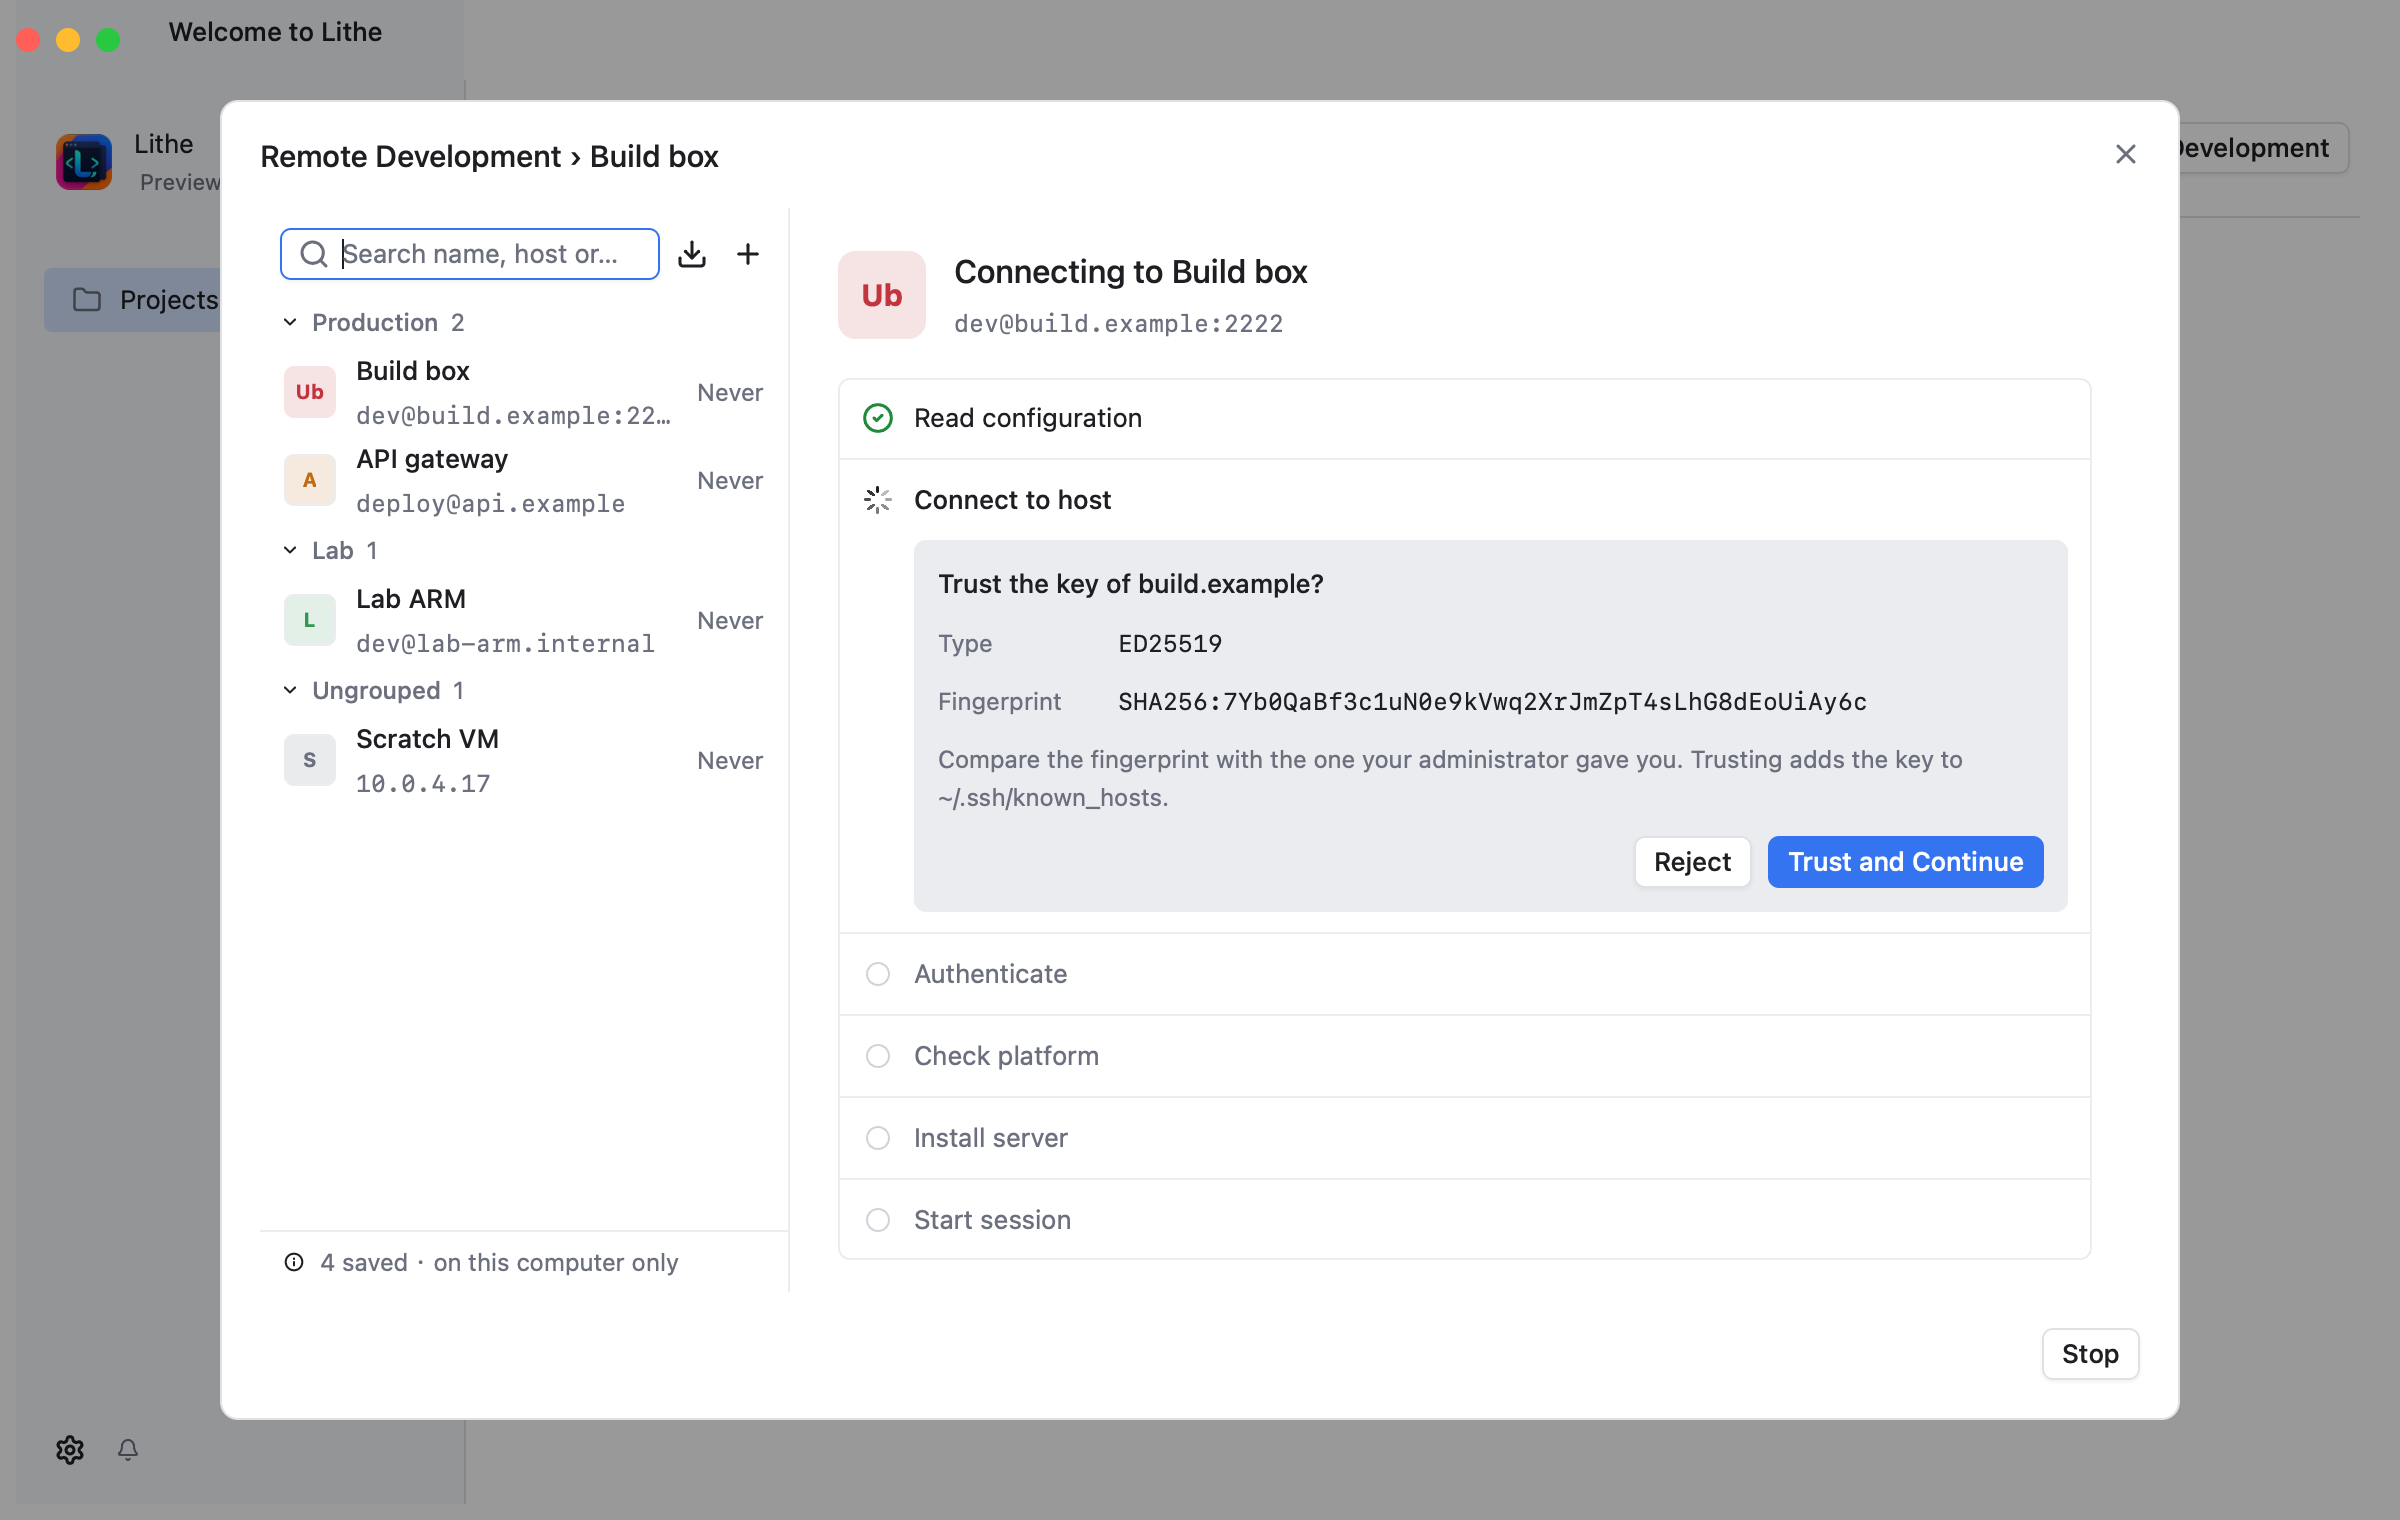 Welcome to Lithe
Lithe
Preview
Projects
Development
Remote Development › Build box
Search name, host or...
Production 2
Ub
Build box
dev@build.example:22…
Never
A
API gateway
deploy@api.example
Never
Lab 1
L
Lab ARM
dev@lab-arm.internal
Never
Ungrouped 1
S
Scratch VM
10.0.4.17
Never
4 saved · on this computer only
Ub
Connecting to Build box
dev@build.example:2222
Read configuration
Connect to host
Trust the key of build.example?
Type ED25519
Fingerprint SHA256:7Yb0QaBf3c1uN0e9kVwq2XrJmZpT4sLhG8dEoUiAy6c
Compare the fingerprint with the one your administrator gave you. Trusting adds the key to
~/.ssh/known_hosts.
Reject
Trust and Continue
Authenticate
Check platform
Install server
Start session
Stop